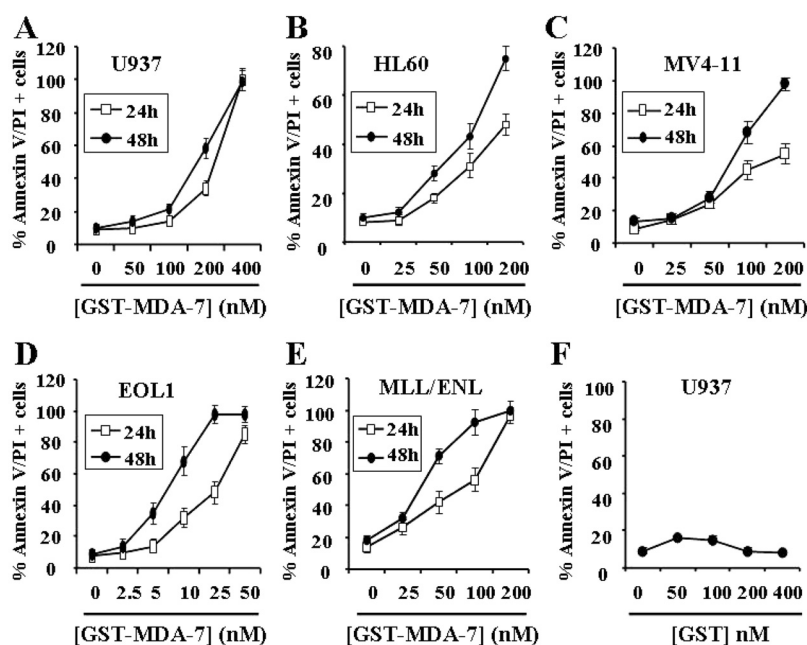 A
U937
% Annexin V/PI + cells
120
100
80
60
40
20
0
24h
48h
0 50 100 200 400
[GST-MDA-7] (nM)
B
HL60
% Annexin V/PI + cells
80
60
40
20
0
24h
48h
0 25 50 100 200
[GST-MDA-7] (nM)
C
MV4-11
% Annexin V/PI + cells
120
100
80
60
40
20
0
24h
48h
0 25 50 100 200
[GST-MDA-7] (nM)
D
EOL1
% Annexin V/PI + cells
120
100
80
60
40
20
0
24h
48h
0 2.5 5 10 25 50
[GST-MDA-7] (nM)
E
MLL/ENL
% Annexin V/PI + cells
120
100
80
60
40
20
0
24h
48h
0 25 50 100 200
[GST-MDA-7] (nM)
F
U937
% Annexin V/PI + cells
100
80
60
40
20
0
0 50 100 200 400
[GST] nM